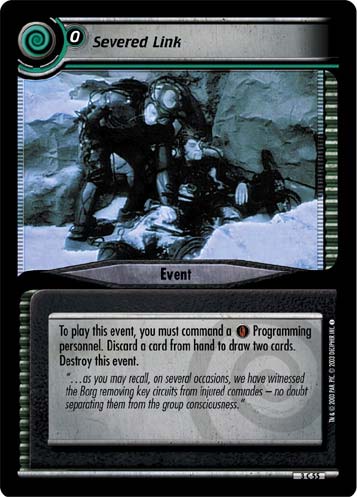 0 Severed Link
Event
To play this event, you must command a Programming
personnel. Discard a card from hand to draw two cards.
Destroy this event.
“…as you may recall, on several occasions, we have witnessed
the Borg removing key circuits from injured comrades – no doubt
separating them from the group consciousness.”
TM & © 2003 PAR. PIC. © 2003 DECIPHER INC.
3 C 55